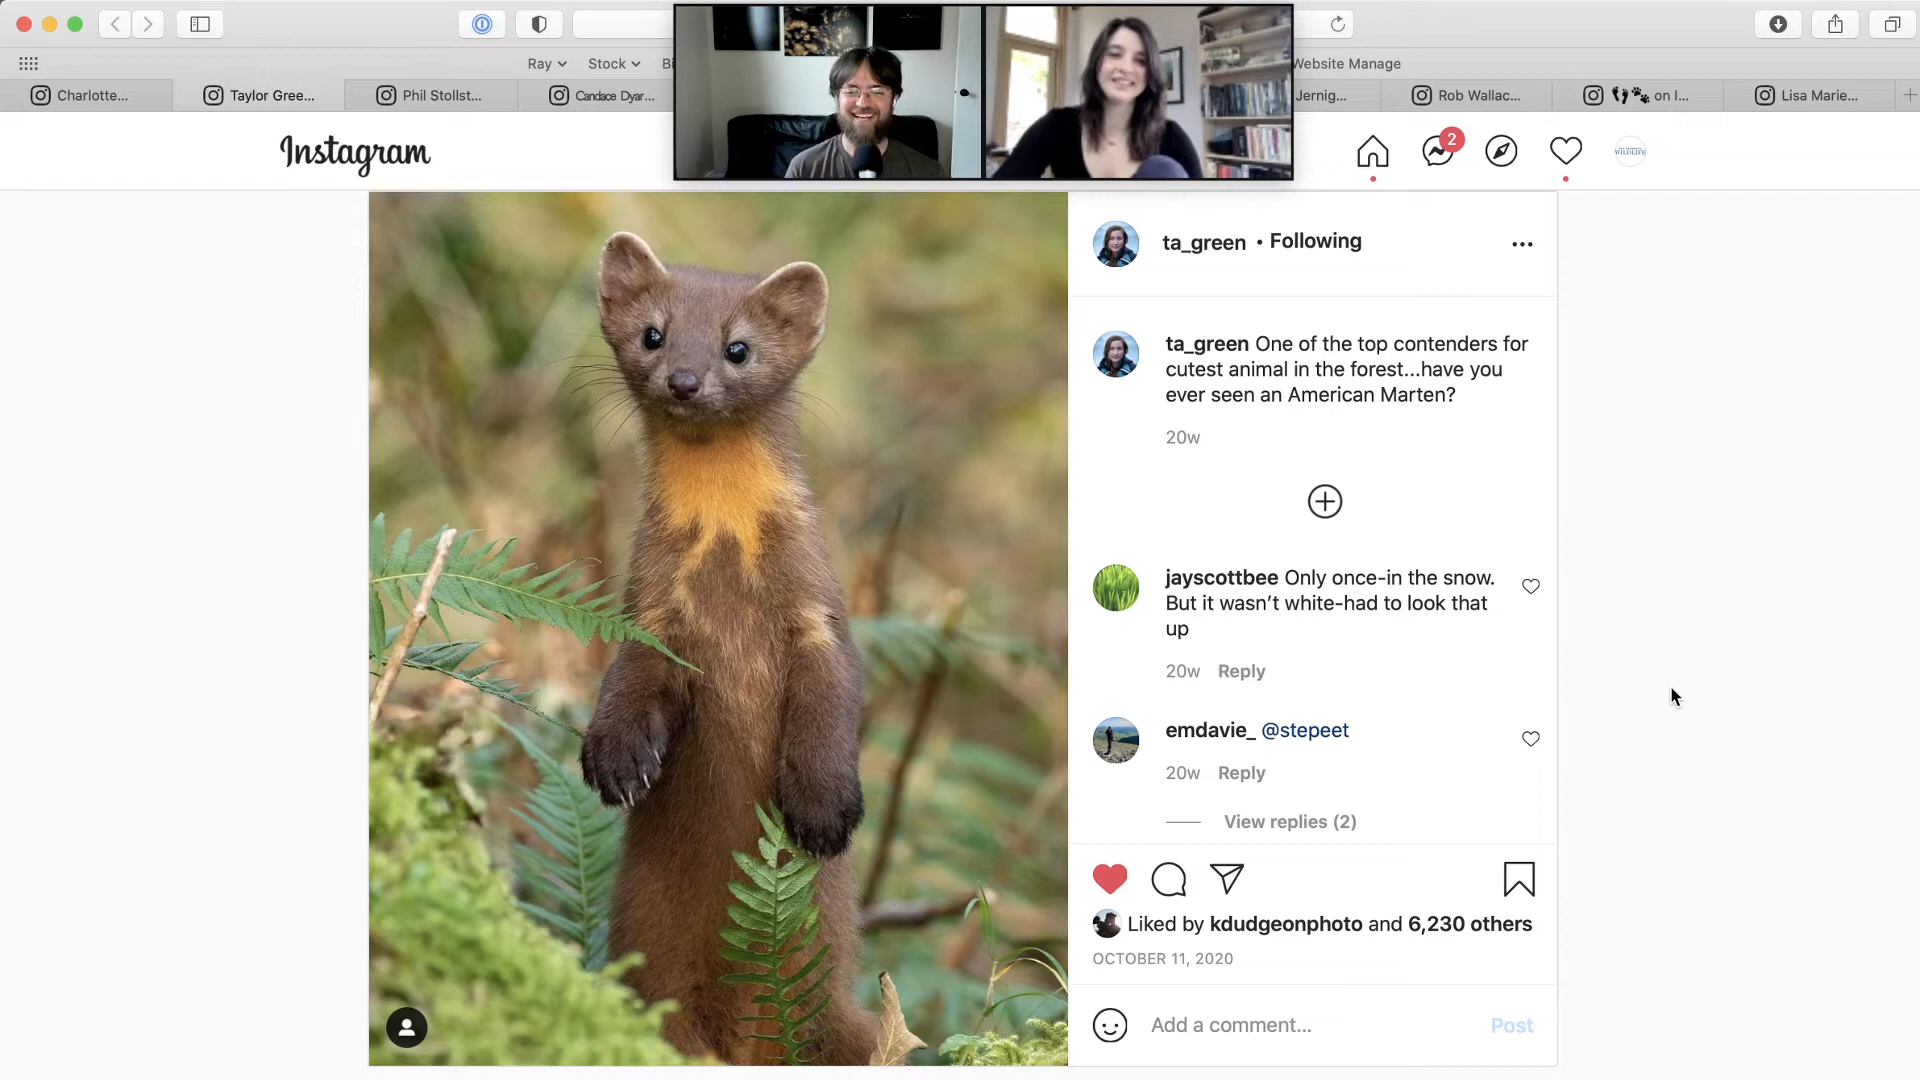 Ray
Stock
Website Manage
Charlotte...
Taylor Gree...
Phil Stollst...
Candace Dyar...
Jernig...
Rob Wallac...
on I...
Lisa Marie...
Instagram
2
ta_green • Following
ta_green One of the top contenders for
cutest animal in the forest...have you
ever seen an American Marten?
20w
jayscottbee Only once-in the snow.
But it wasn't white-had to look that
up
20w Reply
emdavie_ @stepeet
20w Reply
View replies (2)
Liked by kdudgeonphoto and 6,230 others
OCTOBER 11, 2020
Add a comment...
Post